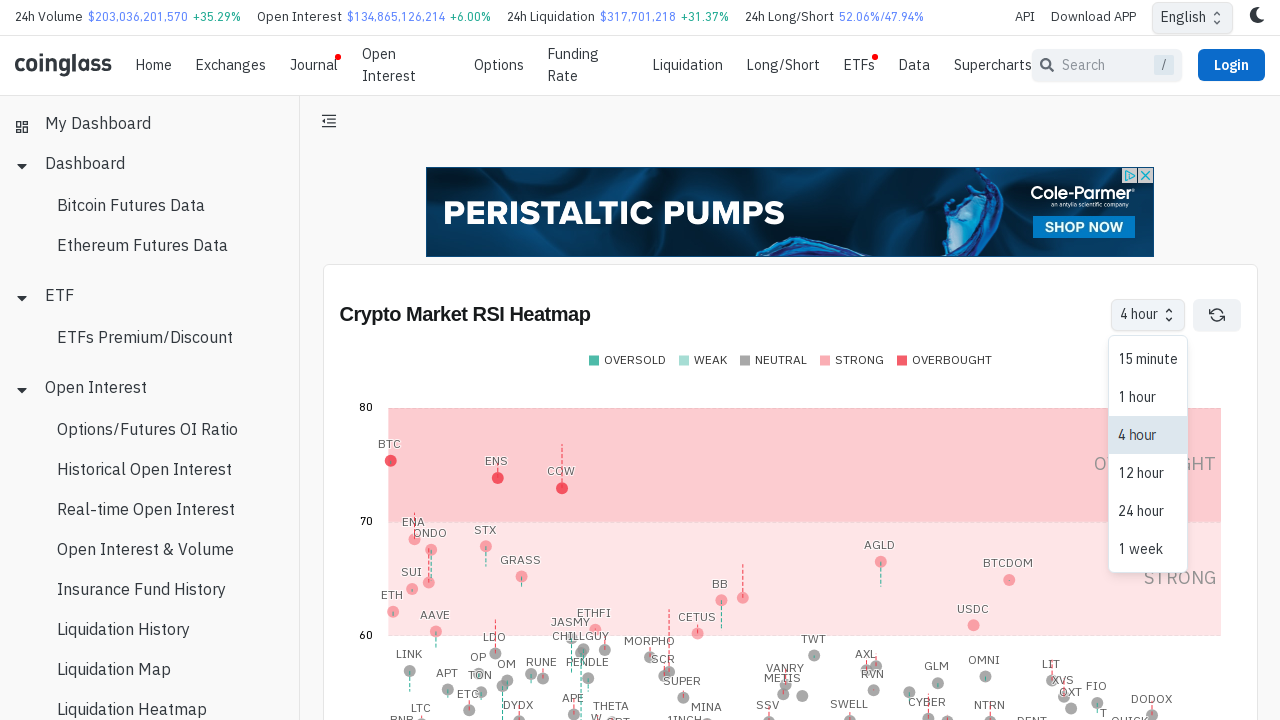 24h Volume $203,036,201,570 +35.29% Open Interest $134,865,126,214 +6.00% 24h Liquidation $317,701,218 +31.37% 24h Long/Short 52.06%/47.94% API Download APP English
coinglass Home Exchanges Journal Open Interest Options Funding Rate Liquidation Long/Short ETFs Data Supercharts Search / Login
My Dashboard
Dashboard
Bitcoin Futures Data
Ethereum Futures Data
ETF
ETFs Premium/Discount
Open Interest
Options/Futures OI Ratio
Historical Open Interest
Real-time Open Interest
Open Interest & Volume
Insurance Fund History
Liquidation History
Liquidation Map
Liquidation Heatmap
PERISTALTIC PUMPS
Cole-Parmer
an antylia scientific company
SHOP NOW
Crypto Market RSI Heatmap
4 hour
15 minute
1 hour
4 hour
12 hour
24 hour
1 week
OVERSOLD WEAK NEUTRAL STRONG OVERBOUGHT
80
BTC
ENS
COW
70
ENA
ONDO
STX
GRASS
SUI
ETH
AAVE
AGLD
BTCDOM
STRONG
BB
USDC
CETUS
60
ETHFI
JASMY
CHILLGUY
LDO
MORPHO
TWT
LINK
OP
OM
RUNE
PENDLE
SCR
AXL
OMNI
APT
TON
VANRY
METIS
RVN
GLM
LIT
SUPER
XVS
ETC
APE
OXT
FIO
DODOX
LTC
DYDX
THETA
SSV
SWELL
CYBER
NTRN
MINA
BNB
W
1INCH
DENT
T
QUICK